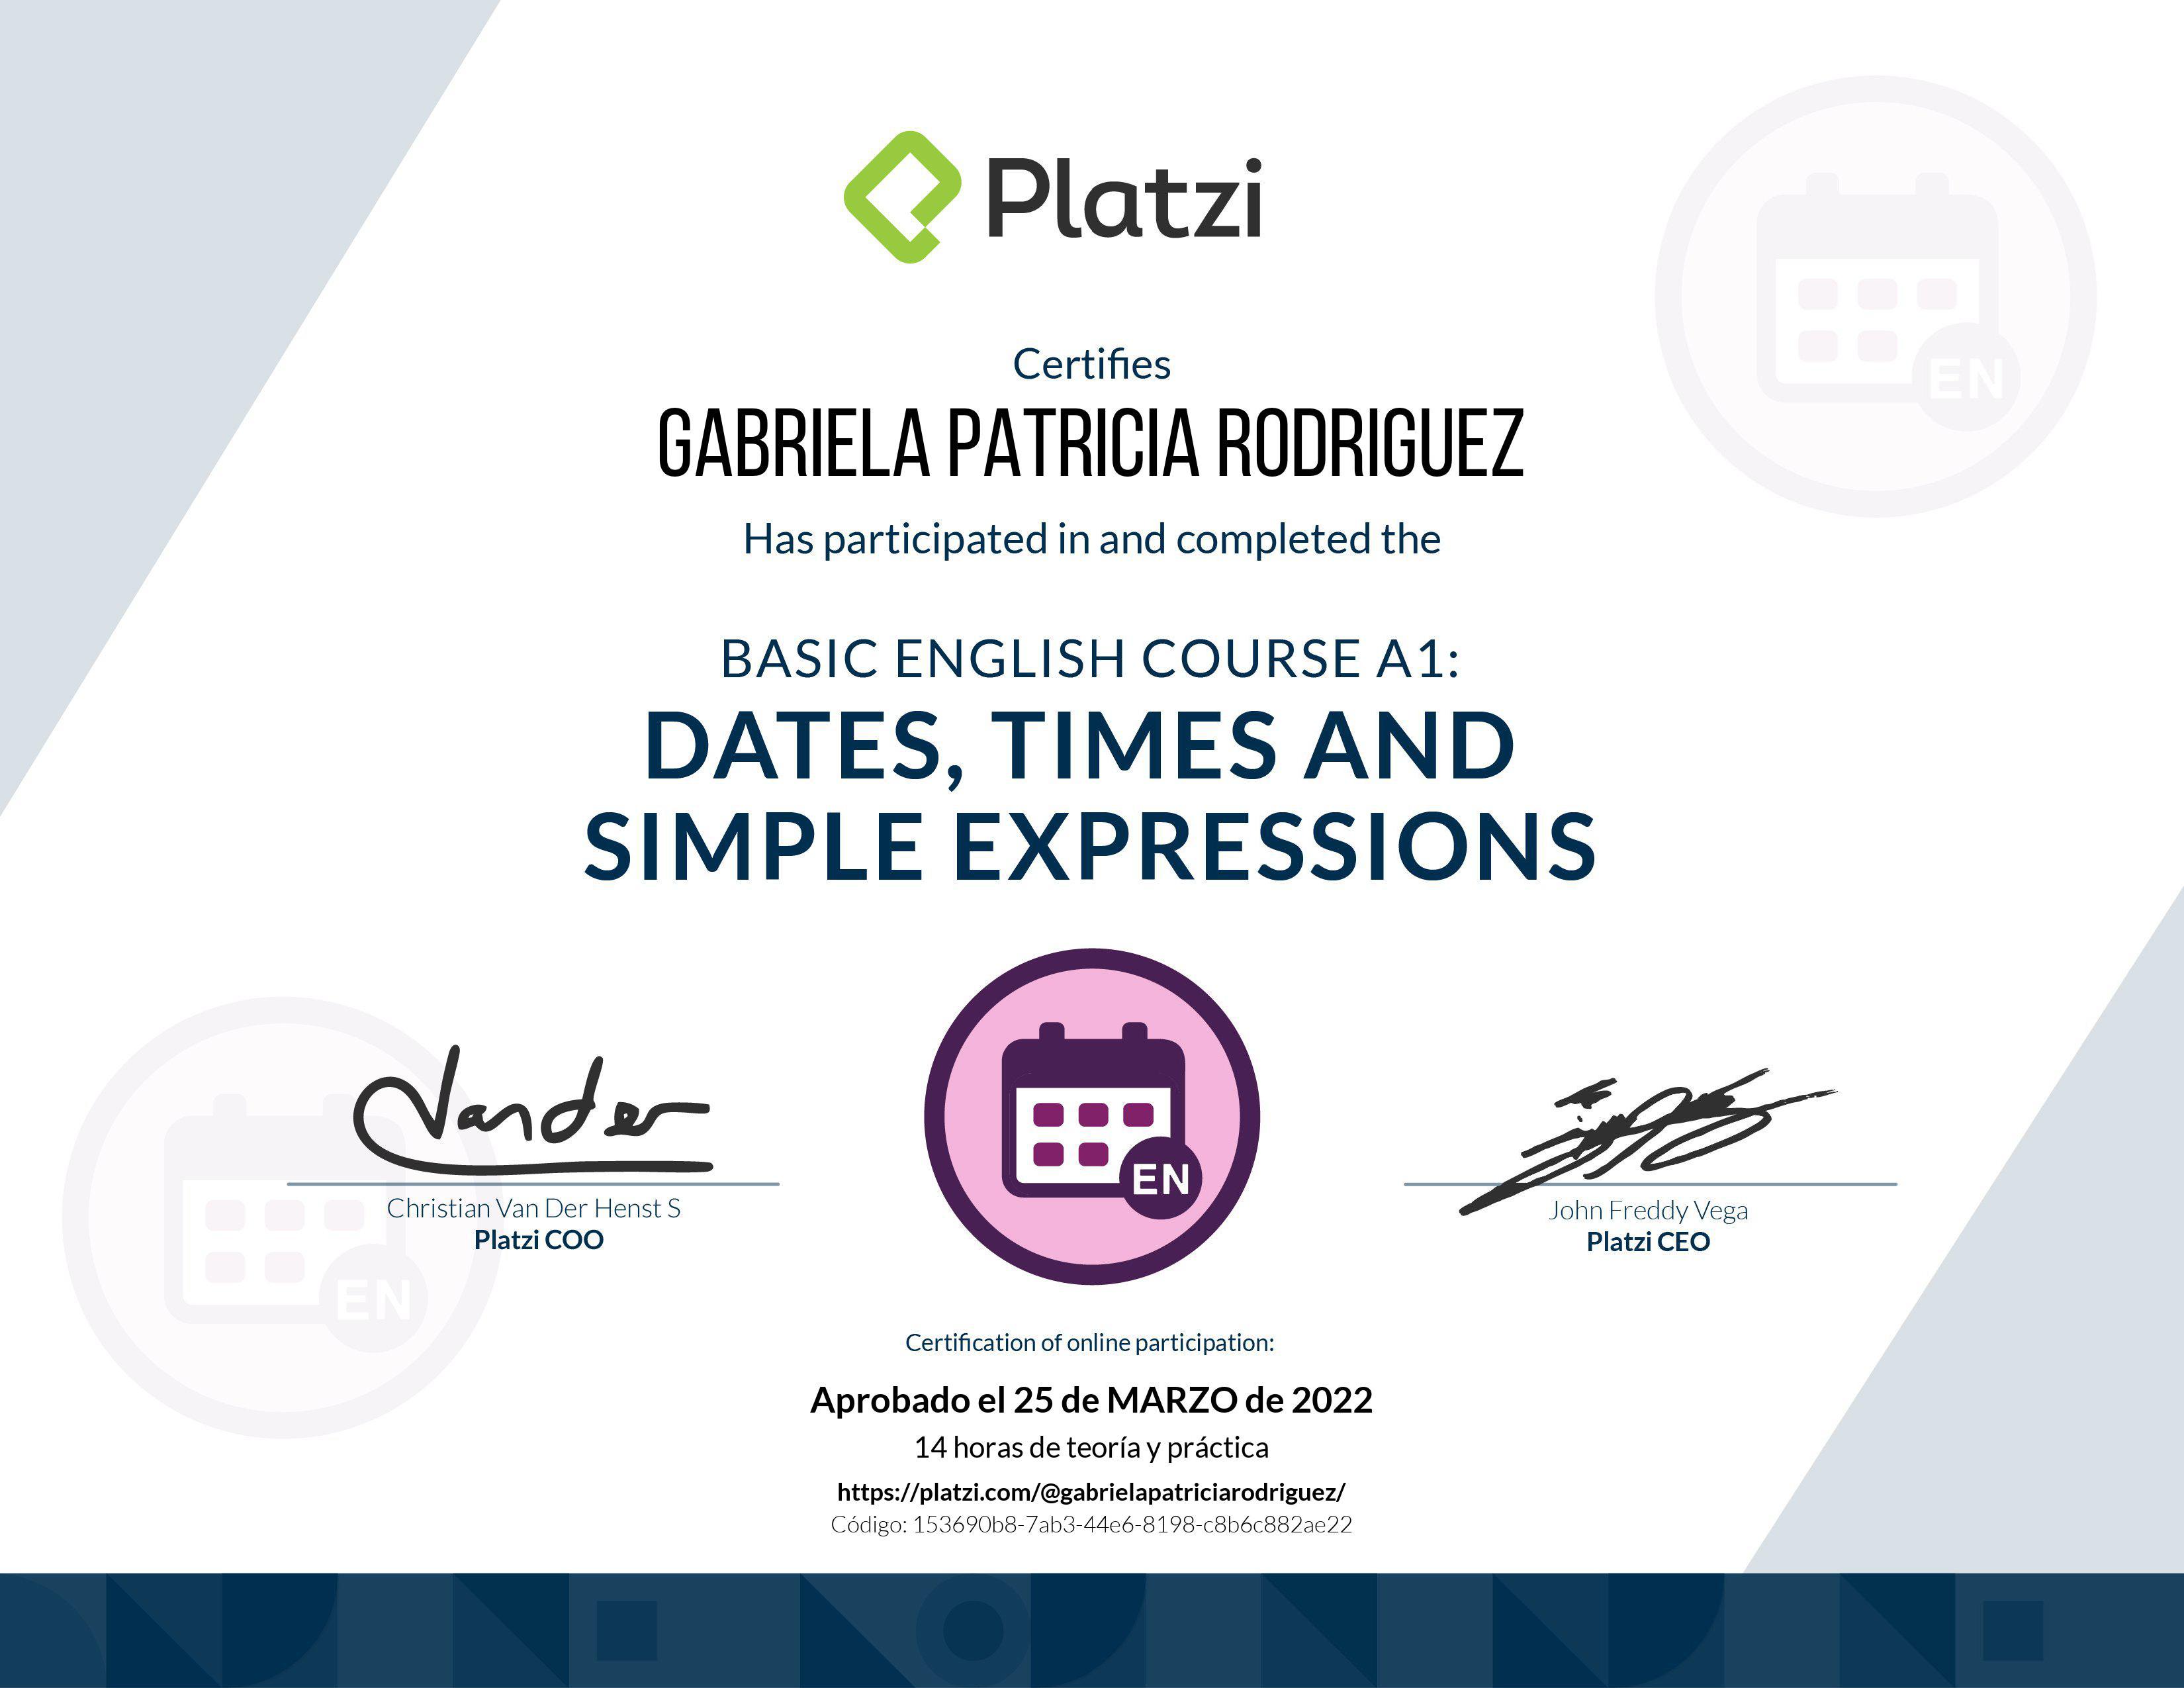 Platzi
Certifies
GABRIELA PATRICIA RODRIGUEZ
Has participated in and completed the
BASIC ENGLISH COURSE A1:
DATES, TIMES AND
SIMPLE EXPRESSIONS
EN
Vander
EN
Christian Van Der Henst S
Platzi COO
EN
John Freddy Vega
Platzi CEO
Certification of online participation:
Aprobado el 25 de MARZO de 2022
14 horas de teoría y práctica
https://platzi.com/@gabrielapatriciarodriguez/
Código: 153690b8-7ab3-44e6-8198-c8b6c882ae22